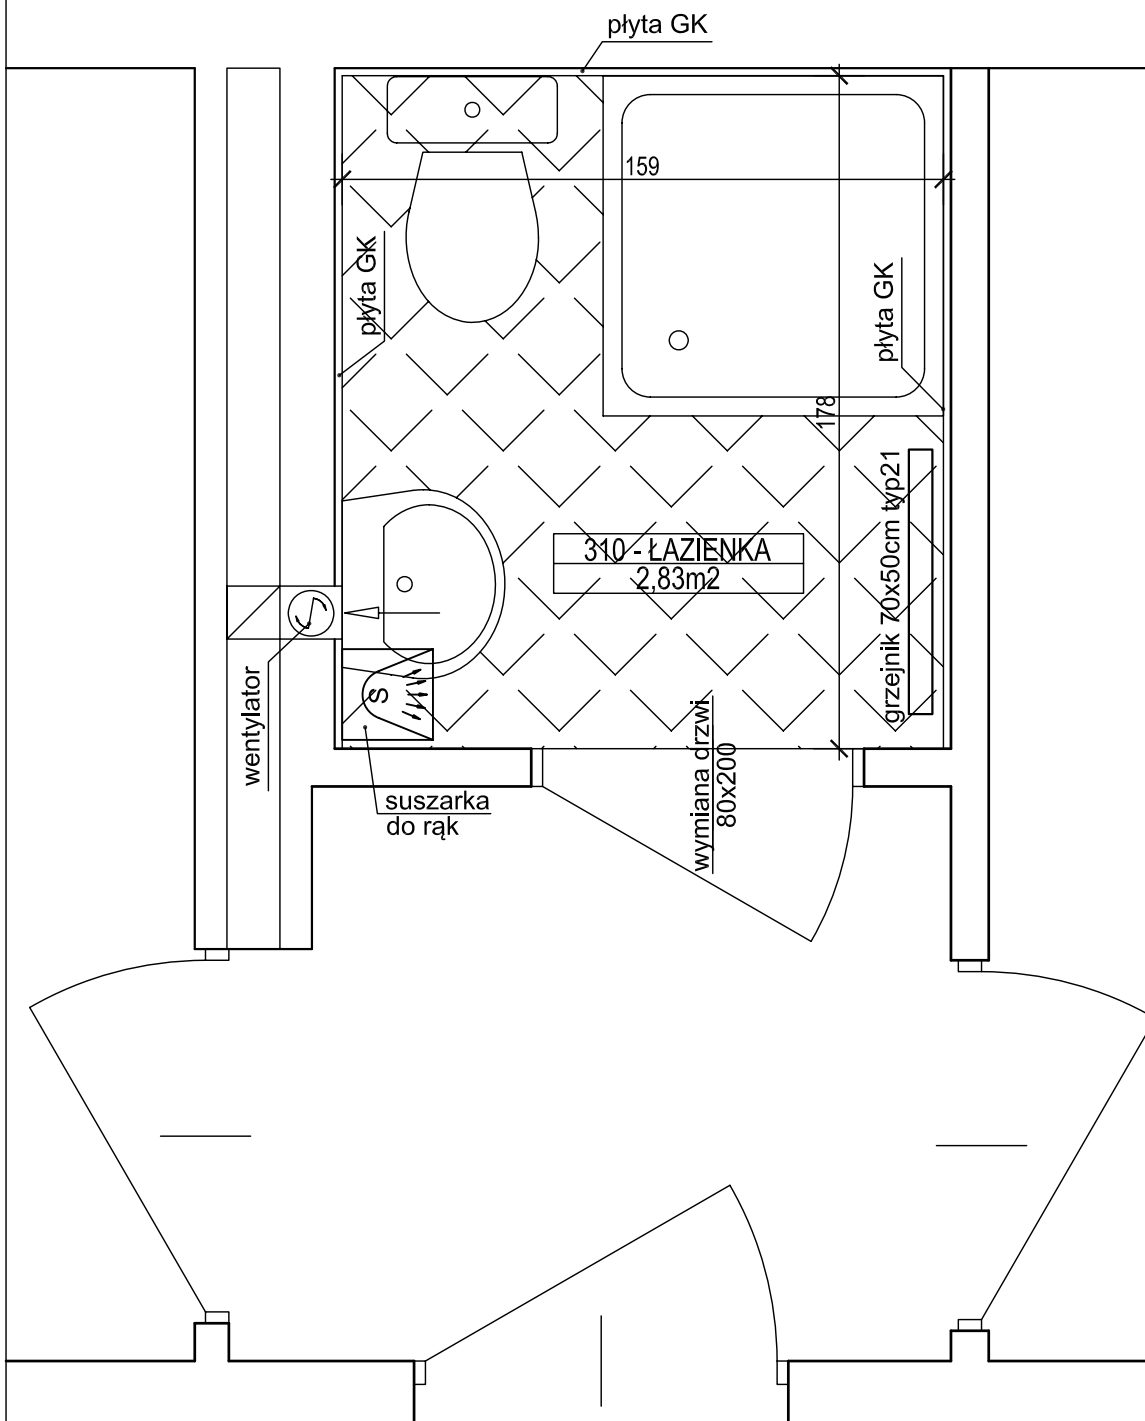 płyta GK
159
płyta GK
płyta GK
178
310 - ŁAZIENKA
2,83m2
grzejnik 70x50cm typ21
wentylator
S
suszarka
do rąk
wymiana drzwi
80x200